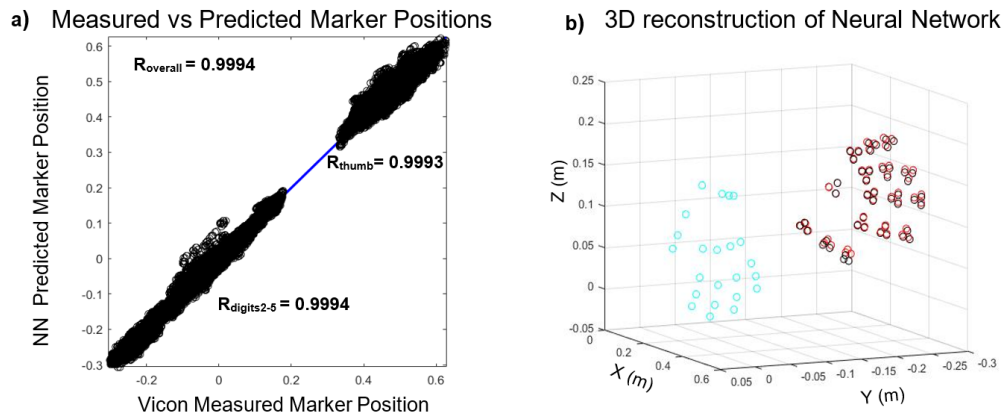 a) Measured vs Predicted Marker Positions
0.6
0.5
0.4
0.3
0.2
0.1
0
-0.1
-0.2
-0.3
NN Predicted Marker Position
Roverall = 0.9994
Rthumb= 0.9993
Rdigits2-5 = 0.9994
-0.2 0 0.2 0.4 0.6
Vicon Measured Marker Position
b) 3D reconstruction of Neural Network
0.25
0.2
0.15
0.1
0.05
0
-0.05
Z (m)
0 0.2 0.4 0.6
X (m)
0.05 0 -0.05 -0.1 -0.15 -0.2 -0.25 -0.3
Y (m)